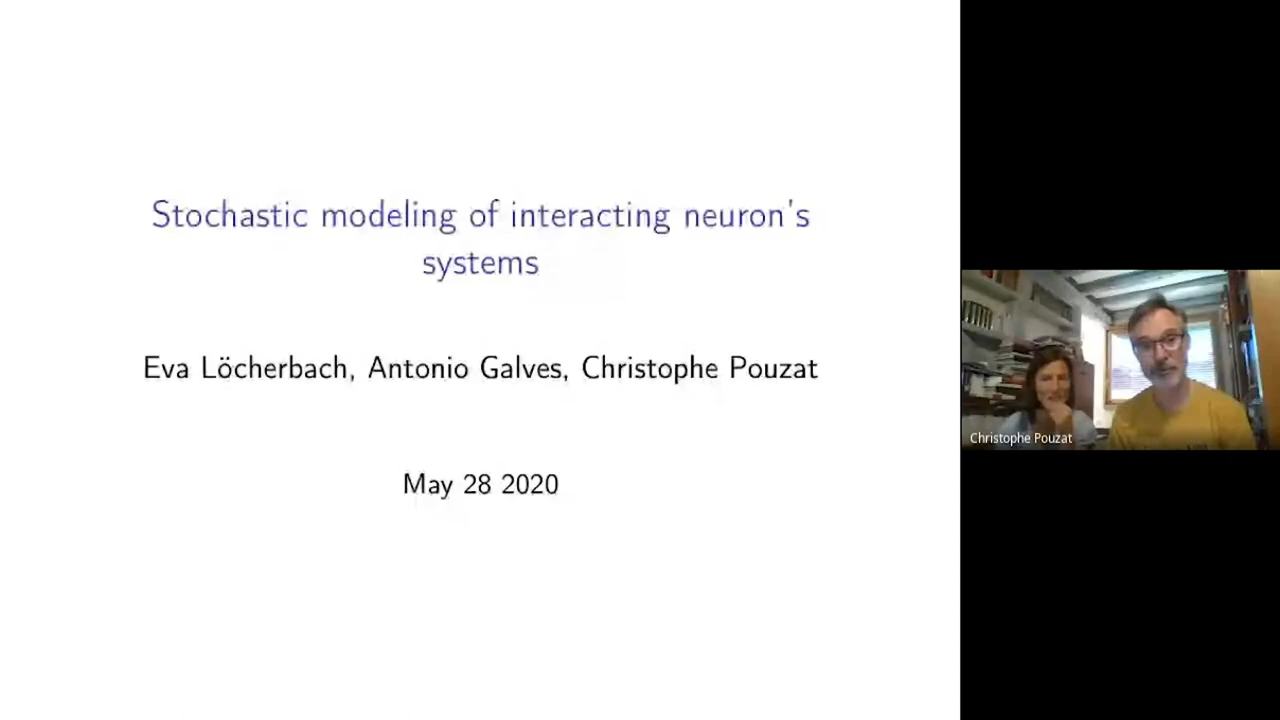 Stochastic modeling of interacting neuron's
systems
Eva Löcherbach, Antonio Galves, Christophe Pouzat
May 28 2020
Christophe Pouzat